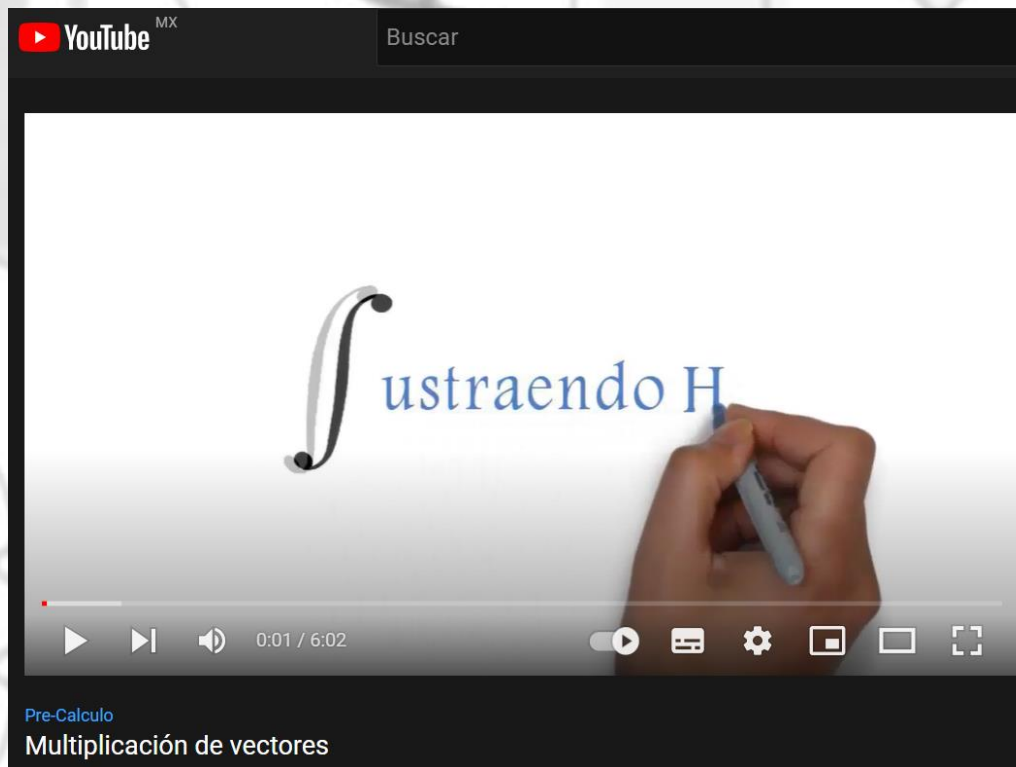 YouTube MX
Buscar
ustraendo H
0:01 / 6:02
Pre-Calculo
Multiplicación de vectores